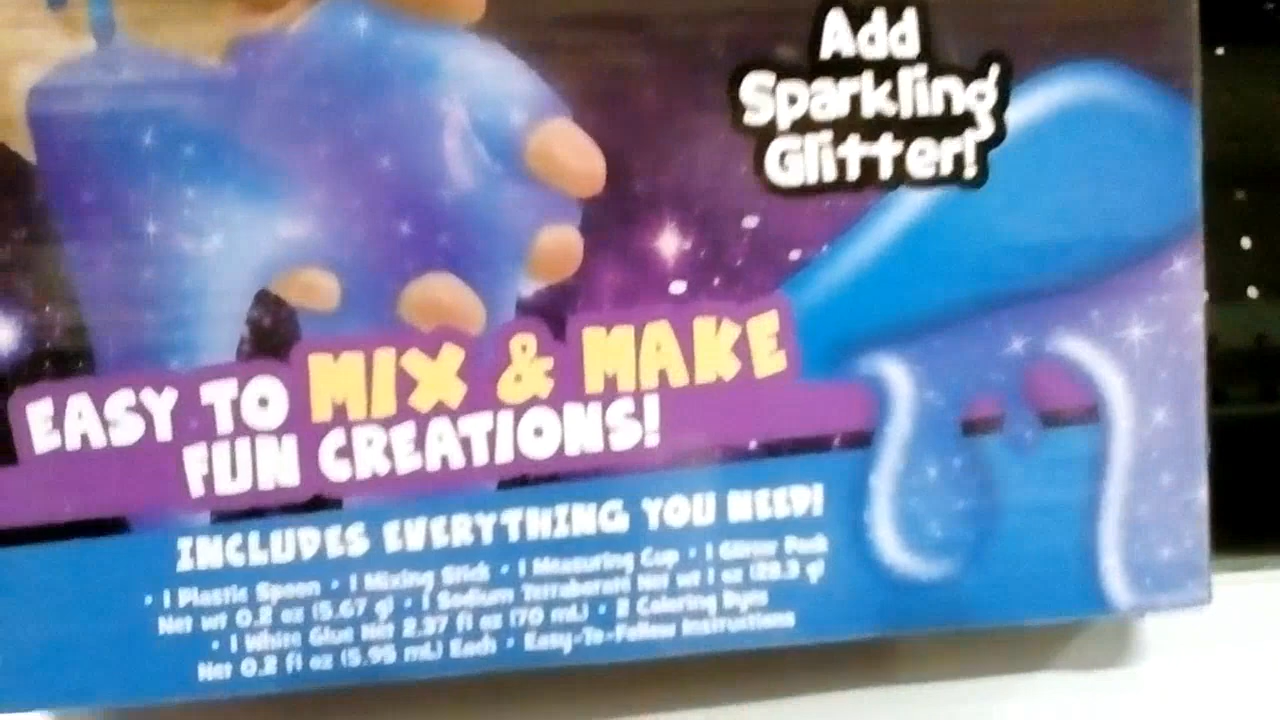 Add
Sparkling
Glitter!
EASY TO MIX & MAKE
FUN CREATIONS!
INCLUDES EVERYTHING YOU NEED!
• 1 Plastic Spoon • 1 Mixing Stick • 1 Measuring Cup • 1 Glitter Pack
Net wt 0.2 oz (5.67 g) • 1 Sodium Tetraborate Net wt 1 oz (28.3 g)
• 1 White Glue Net 2.37 fl oz (70 mL) • 2 Coloring Dyes
Net 0.2 fl oz (5.95 mL) Each • Easy-To-Follow Instructions